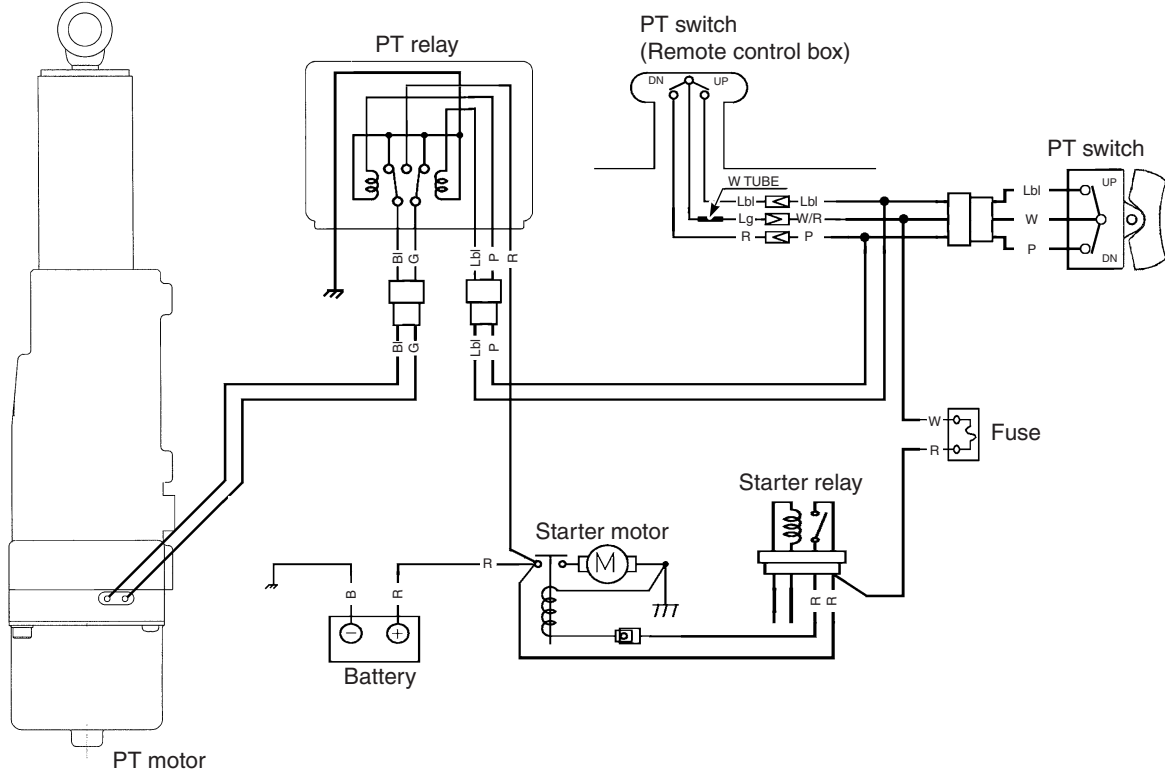 PT relay
PT switch
(Remote control box)
DN
UP
PT switch
W TUBE
Lbl
Lbl
Lg
W/R
R
P
Lbl
W
P
UP
DN
Bl
G
Lbl
P
R
Bl
G
Lbl
P
W
R
Fuse
Starter relay
Starter motor
M
R
B
R
R
R
Battery
PT motor